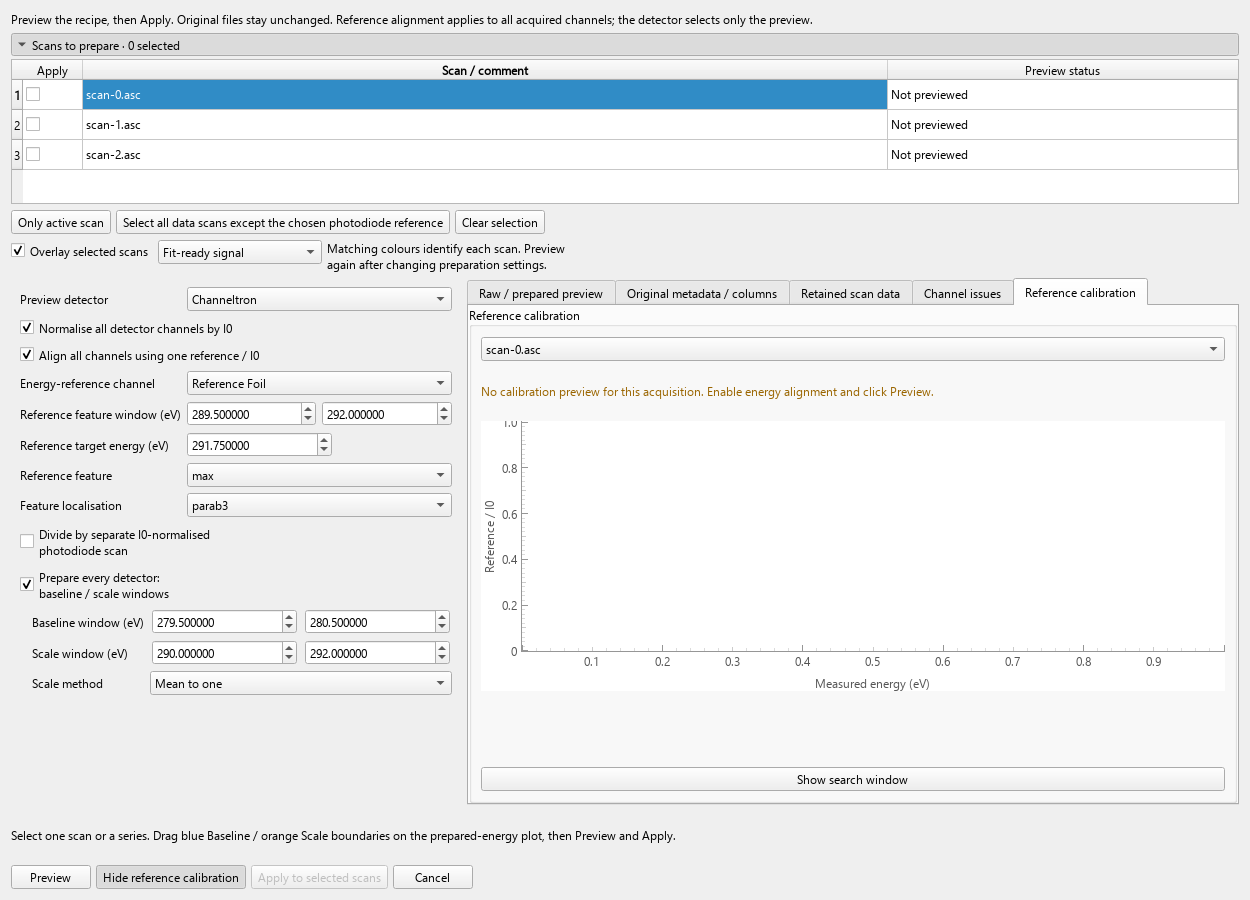 Preview the recipe, then Apply. Original files stay unchanged. Reference alignment applies to all acquired channels; the detector selects only the preview.
Scans to prepare · 0 selected
Apply Scan / comment Preview status
1 scan-0.asc Not previewed
2 scan-1.asc Not previewed
3 scan-2.asc Not previewed
Only active scan Select all data scans except the chosen photodiode reference Clear selection
Overlay selected scans Fit-ready signal Matching colours identify each scan. Preview
again after changing preparation settings.
Preview detector Channeltron
Normalise all detector channels by I0
Align all channels using one reference / I0
Energy-reference channel Reference Foil
Reference feature window (eV) 289.500000 292.000000
Reference target energy (eV) 291.750000
Reference feature max
Feature localisation parab3
Divide by separate I0-normalised
photodiode scan
Prepare every detector:
baseline / scale windows
Baseline window (eV) 279.500000 280.500000
Scale window (eV) 290.000000 292.000000
Scale method Mean to one
Raw / prepared preview Original metadata / columns Retained scan data Channel issues Reference calibration
Reference calibration
scan-0.asc
No calibration preview for this acquisition. Enable energy alignment and click Preview.
Reference / I0
1.0
0.8
0.6
0.4
0.2
0
0.1 0.2 0.3 0.4 0.5 0.6 0.7 0.8 0.9
Measured energy (eV)
Show search window
Select one scan or a series. Drag blue Baseline / orange Scale boundaries on the prepared-energy plot, then Preview and Apply.
Preview Hide reference calibration Apply to selected scans Cancel